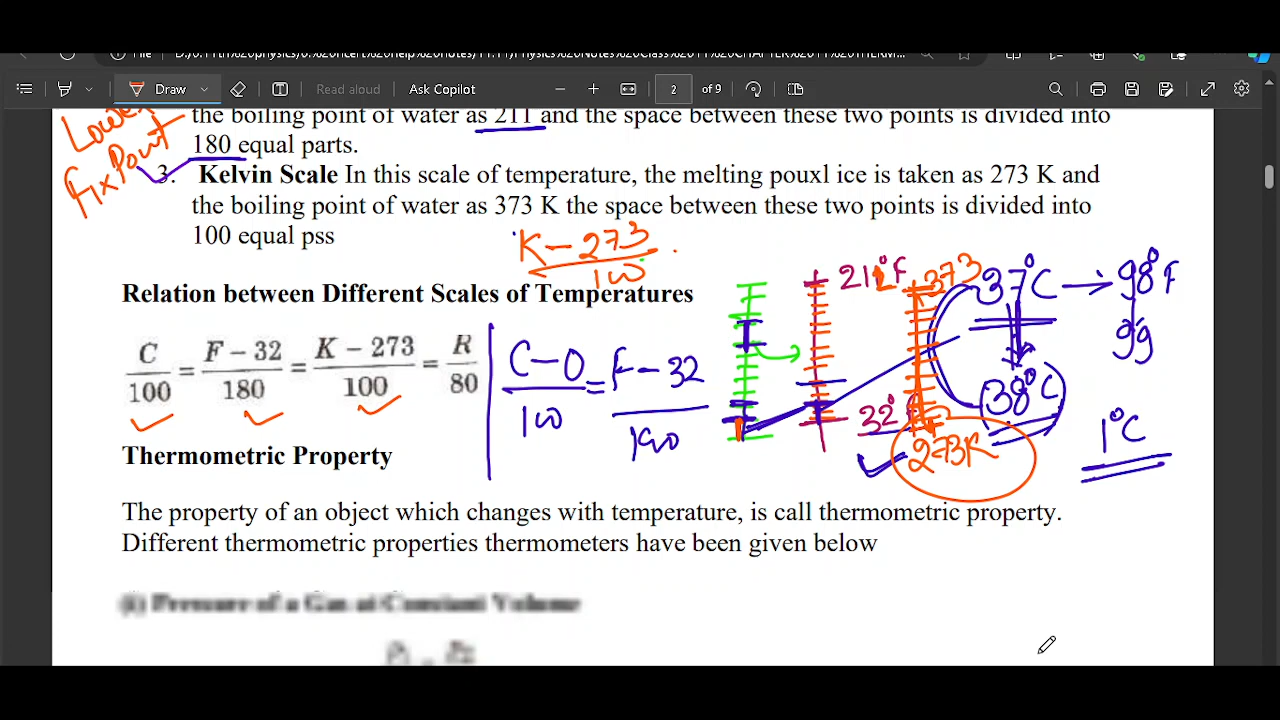 Draw
Read aloud
Ask Copilot
2 of 9
the boiling point of water as 211 and the space between these two points is divided into
180 equal parts.
3. Kelvin Scale In this scale of temperature, the melting pouxl ice is taken as 273 K and
the boiling point of water as 373 K the space between these two points is divided into
100 equal pss
Lower
Fix Point
K - 273
100
Relation between Different Scales of Temperatures
C/100 = F - 32/180 = K - 273/100 = R/80
C - 0/100 = F - 32/180
373
37°C → 98°F
99
38°C
1°C
32°
273K
Thermometric Property
The property of an object which changes with temperature, is call thermometric property.
Different thermometric properties thermometers have been given below
(i) Pressure of a Gas at Constant Volume